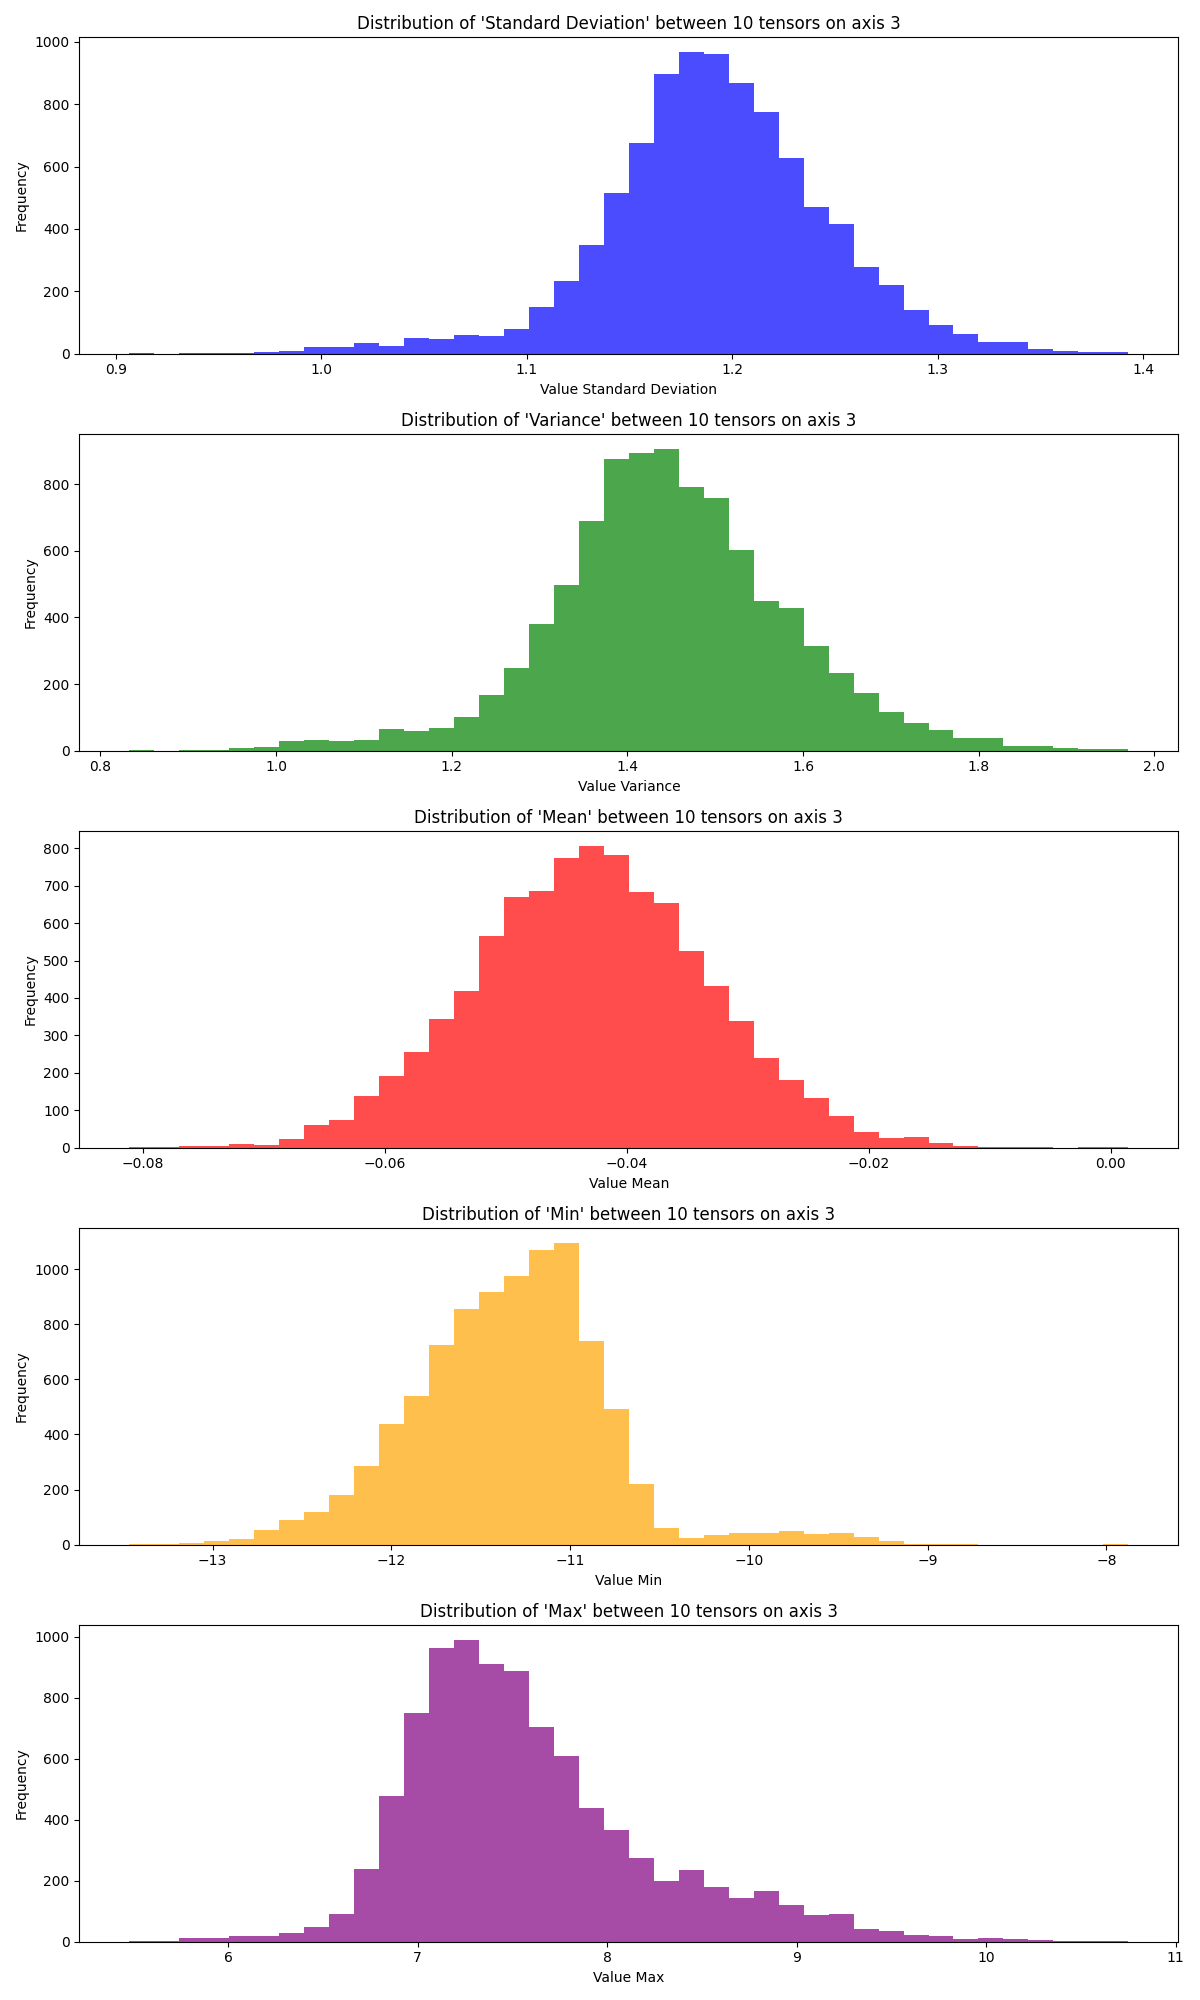 Distribution of 'Standard Deviation' between 10 tensors on axis 3
1000
800
600
400
200
0
Frequency
0.9 1.0 1.1 1.2 1.3 1.4
Value Standard Deviation
Distribution of 'Variance' between 10 tensors on axis 3
800
600
400
200
0
Frequency
0.8 1.0 1.2 1.4 1.6 1.8 2.0
Value Variance
Distribution of 'Mean' between 10 tensors on axis 3
800
700
600
500
400
300
200
100
0
Frequency
−0.08 −0.06 −0.04 −0.02 0.00
Value Mean
Distribution of 'Min' between 10 tensors on axis 3
1000
800
600
400
200
0
Frequency
−13 −12 −11 −10 −9 −8
Value Min
Distribution of 'Max' between 10 tensors on axis 3
1000
800
600
400
200
0
Frequency
6 7 8 9 10 11
Value Max